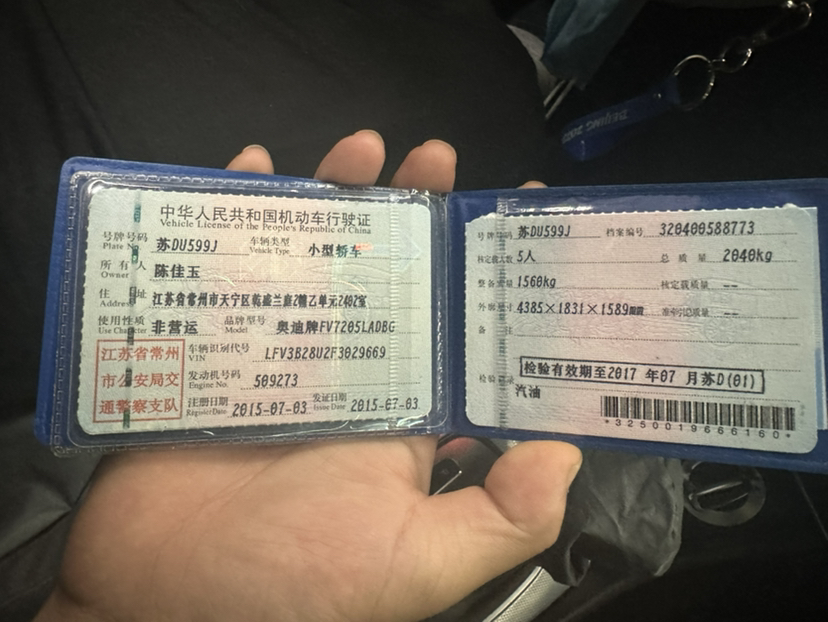 中华人民共和国机动车行驶证
Vehicle License of the People's Republic of China
号牌号码 Plate No. 苏DU599J 车辆类型 Vehicle Type 小型轿车
所有人 Owner 陈佳玉
住址 Address 江苏省常州市天宁区乾盛兰庭2幢乙单元2402室
使用性质 Use Character 非营运 品牌型号 Model 奥迪牌FV7205LADBG
江苏省常州
市公安局交
通警察支队
车辆识别代号 VIN LFV3B28U2F3029669
发动机号码 Engine No. 509273
注册日期 Register Date 2015-07-03 发证日期 Issue Date 2015-07-03
号牌号码 苏DU599J 档案编号 320400588773
核定载人数 5人 总质量 2040kg
整备质量 1560kg 核定载质量 --
外廓尺寸 4385×1831×1589 准牵引总质量 --
备注
检验记录
检验有效期至2017年07月苏D(01)
汽油
*3250019666160*
BEIJING